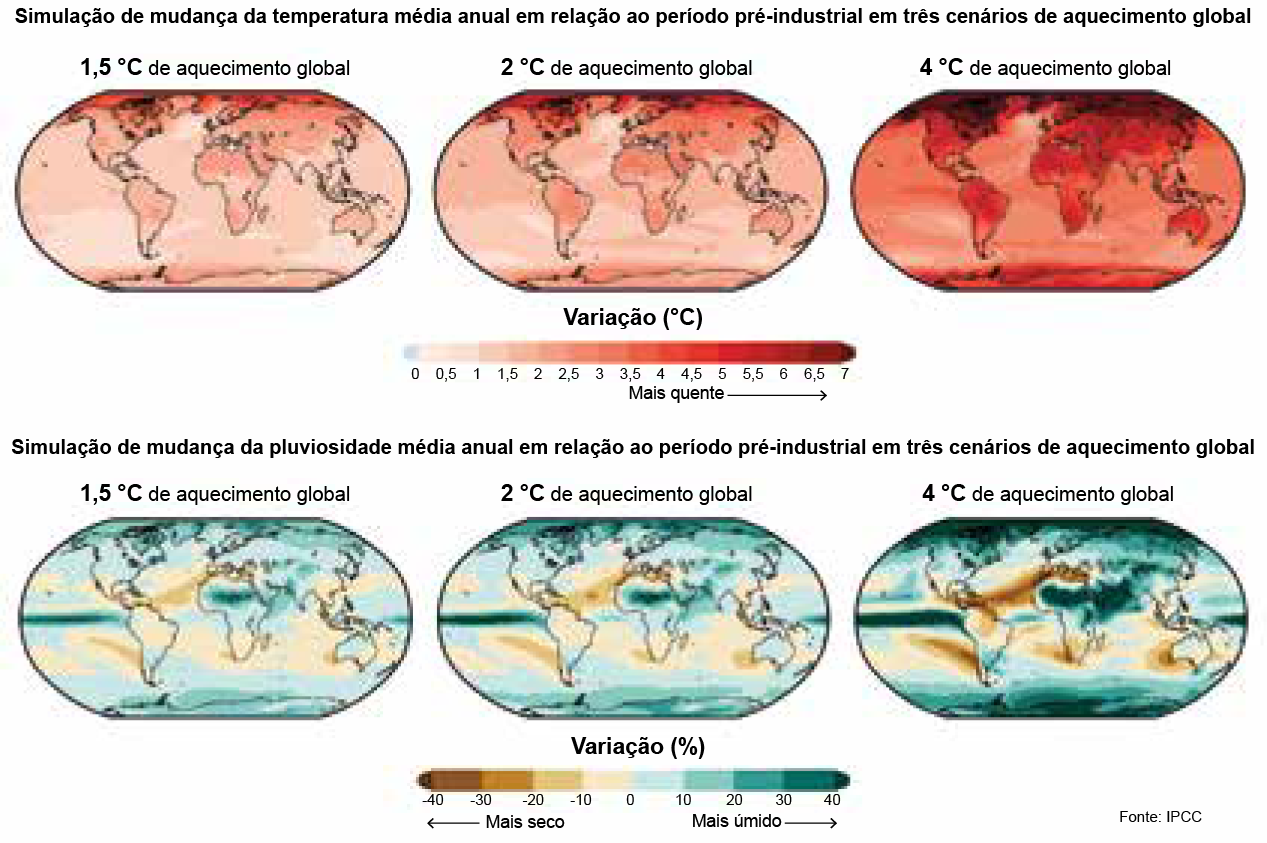 Simulação de mudança da temperatura média anual em relação ao período pré-industrial em três cenários de aquecimento global
1,5 °C de aquecimento global
2 °C de aquecimento global
4 °C de aquecimento global
Variação (°C)
0 0,5 1 1,5 2 2,5 3 3,5 4 4,5 5 5,5 6 6,5 7
Mais quente
Simulação de mudança da pluviosidade média anual em relação ao período pré-industrial em três cenários de aquecimento global
1,5 °C de aquecimento global
2 °C de aquecimento global
4 °C de aquecimento global
Variação (%)
-40 -30 -20 -10 0 10 20 30 40
Mais seco
Mais úmido
Fonte: IPCC